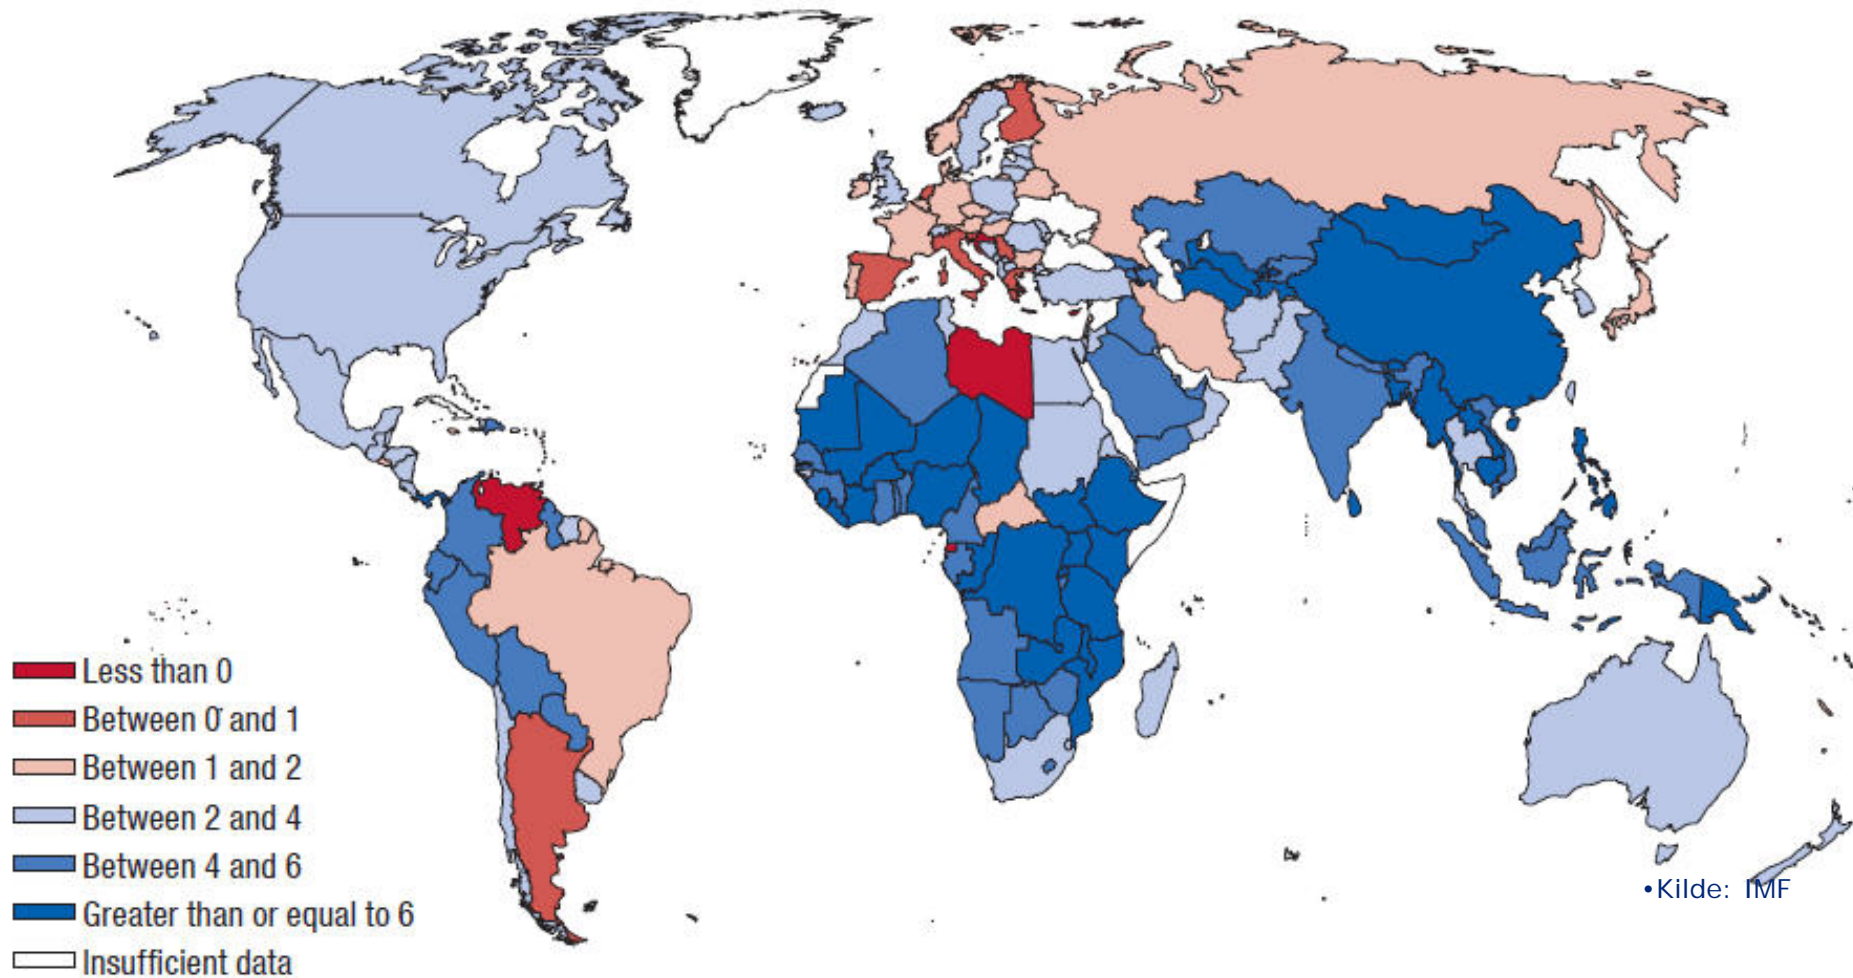 Less than 0
Between 0 and 1
Between 1 and 2
Between 2 and 4
Between 4 and 6
Greater than or equal to 6
Insufficient data
•Kilde: IMF